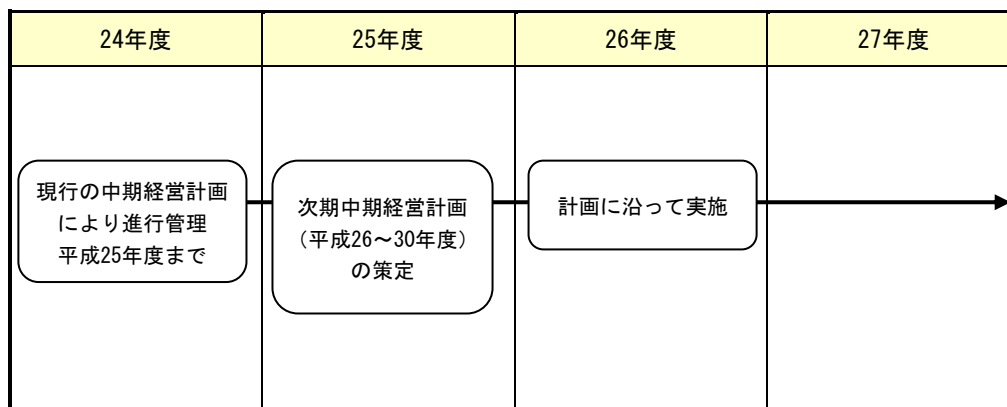 24年度
25年度
26年度
27年度
現行の中期経営計画
により進行管理
平成25年度まで
次期中期経営計画
（平成26～30年度）
の策定
計画に沿って実施